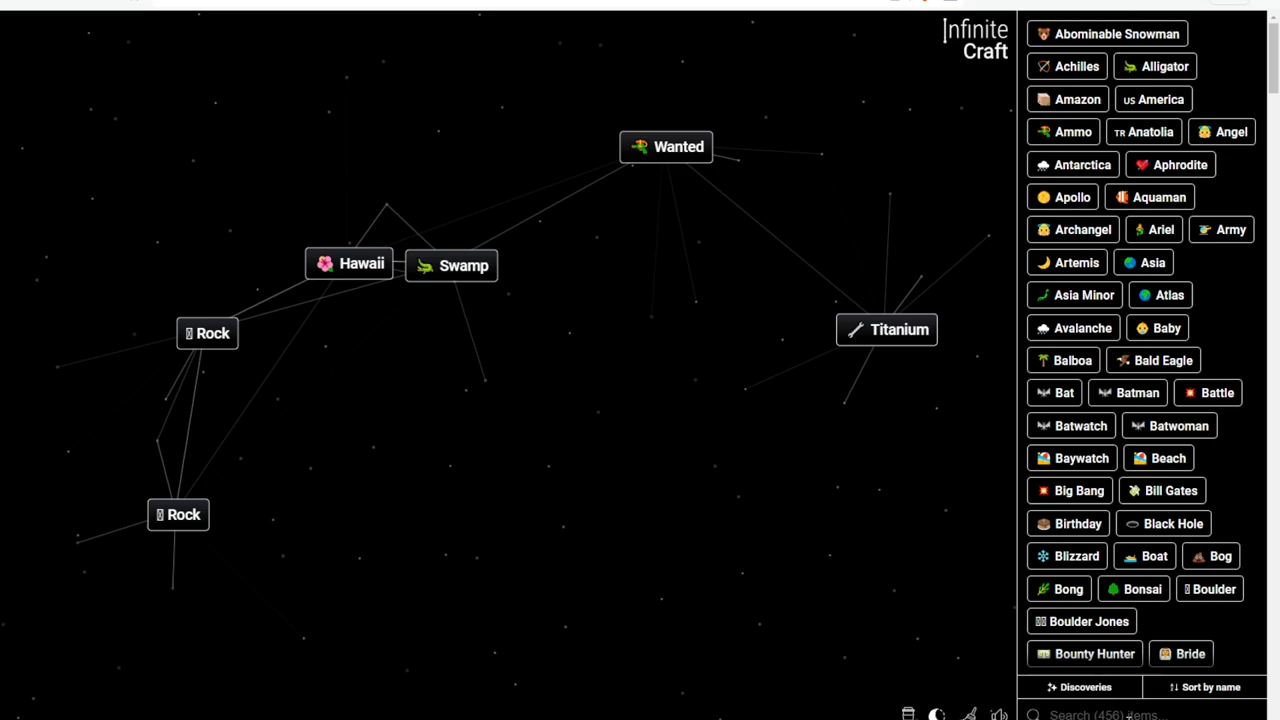 Infinite
Craft
Wanted
Hawaii
Swamp
Rock
Titanium
Rock
Abominable Snowman
Achilles Alligator
Amazon US America
Ammo TR Anatolia Angel
Antarctica Aphrodite
Apollo Aquaman
Archangel Ariel Army
Artemis Asia
Asia Minor Atlas
Avalanche Baby
Balboa Bald Eagle
Bat Batman Battle
Batwatch Batwoman
Baywatch Beach
Big Bang Bill Gates
Birthday Black Hole
Blizzard Boat Bog
Bong Bonsai Boulder
Boulder Jones
Bounty Hunter Bride
Discoveries Sort by name
Search (456) items...